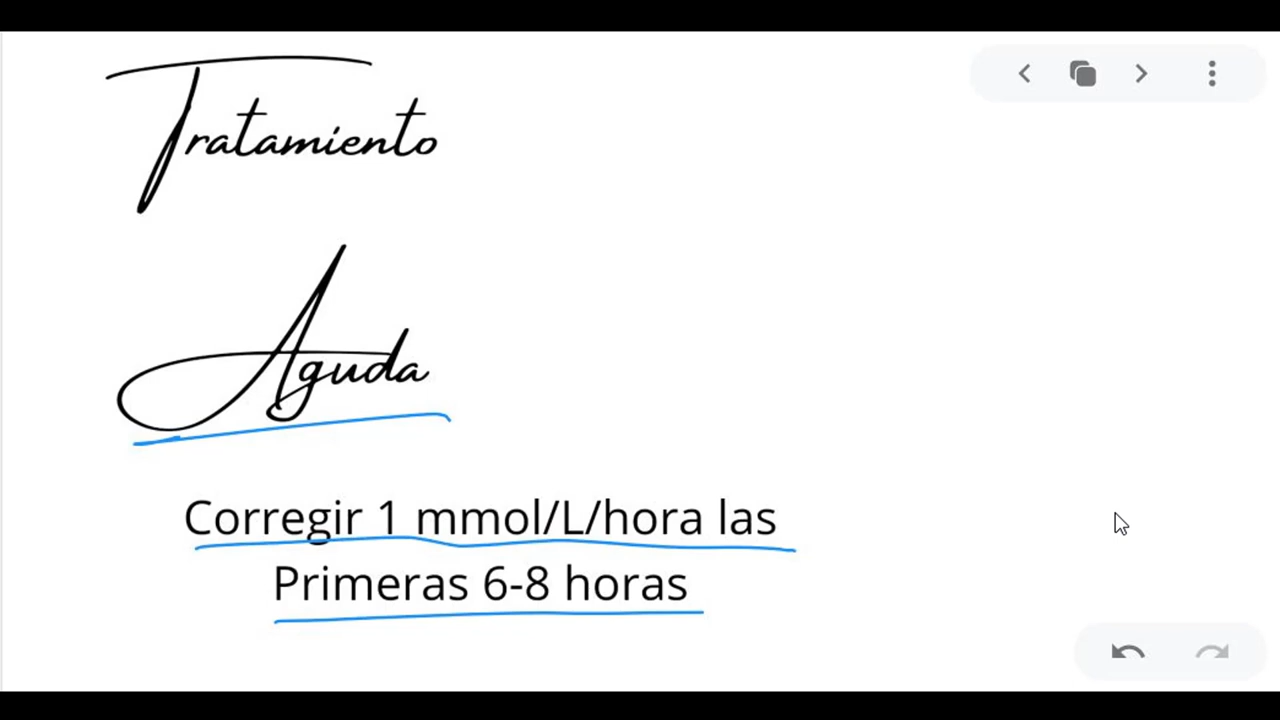 Tratamiento
Aguda
Corregir 1 mmol/L/hora las
Primeras 6-8 horas